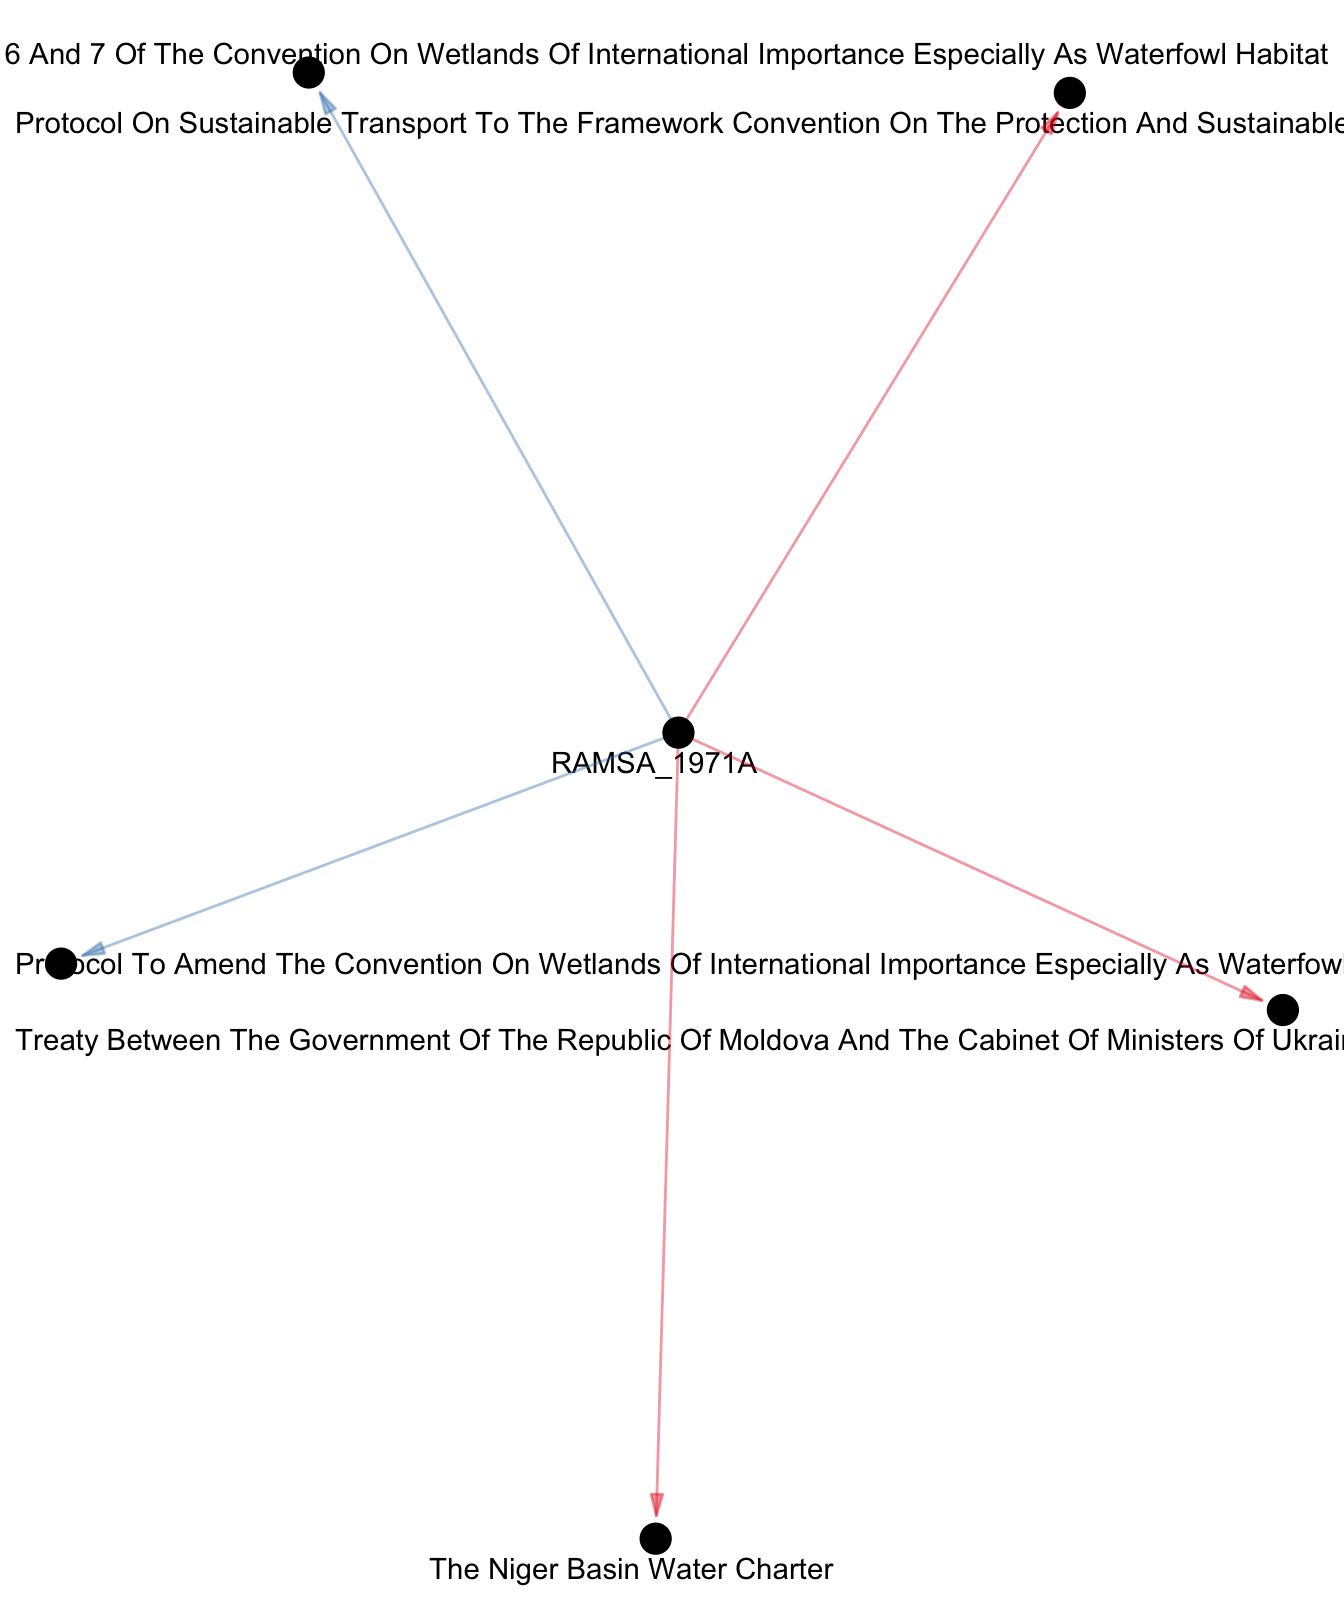 6 And 7 Of The Convention On Wetlands Of International Importance Especially As Waterfowl Habitat
Protocol On Sustainable Transport To The Framework Convention On The Protection And Sustainable
RAMSA_1971A
Protocol To Amend The Convention On Wetlands Of International Importance Especially As Waterfowl
Treaty Between The Government Of The Republic Of Moldova And The Cabinet Of Ministers Of Ukrai
The Niger Basin Water Charter